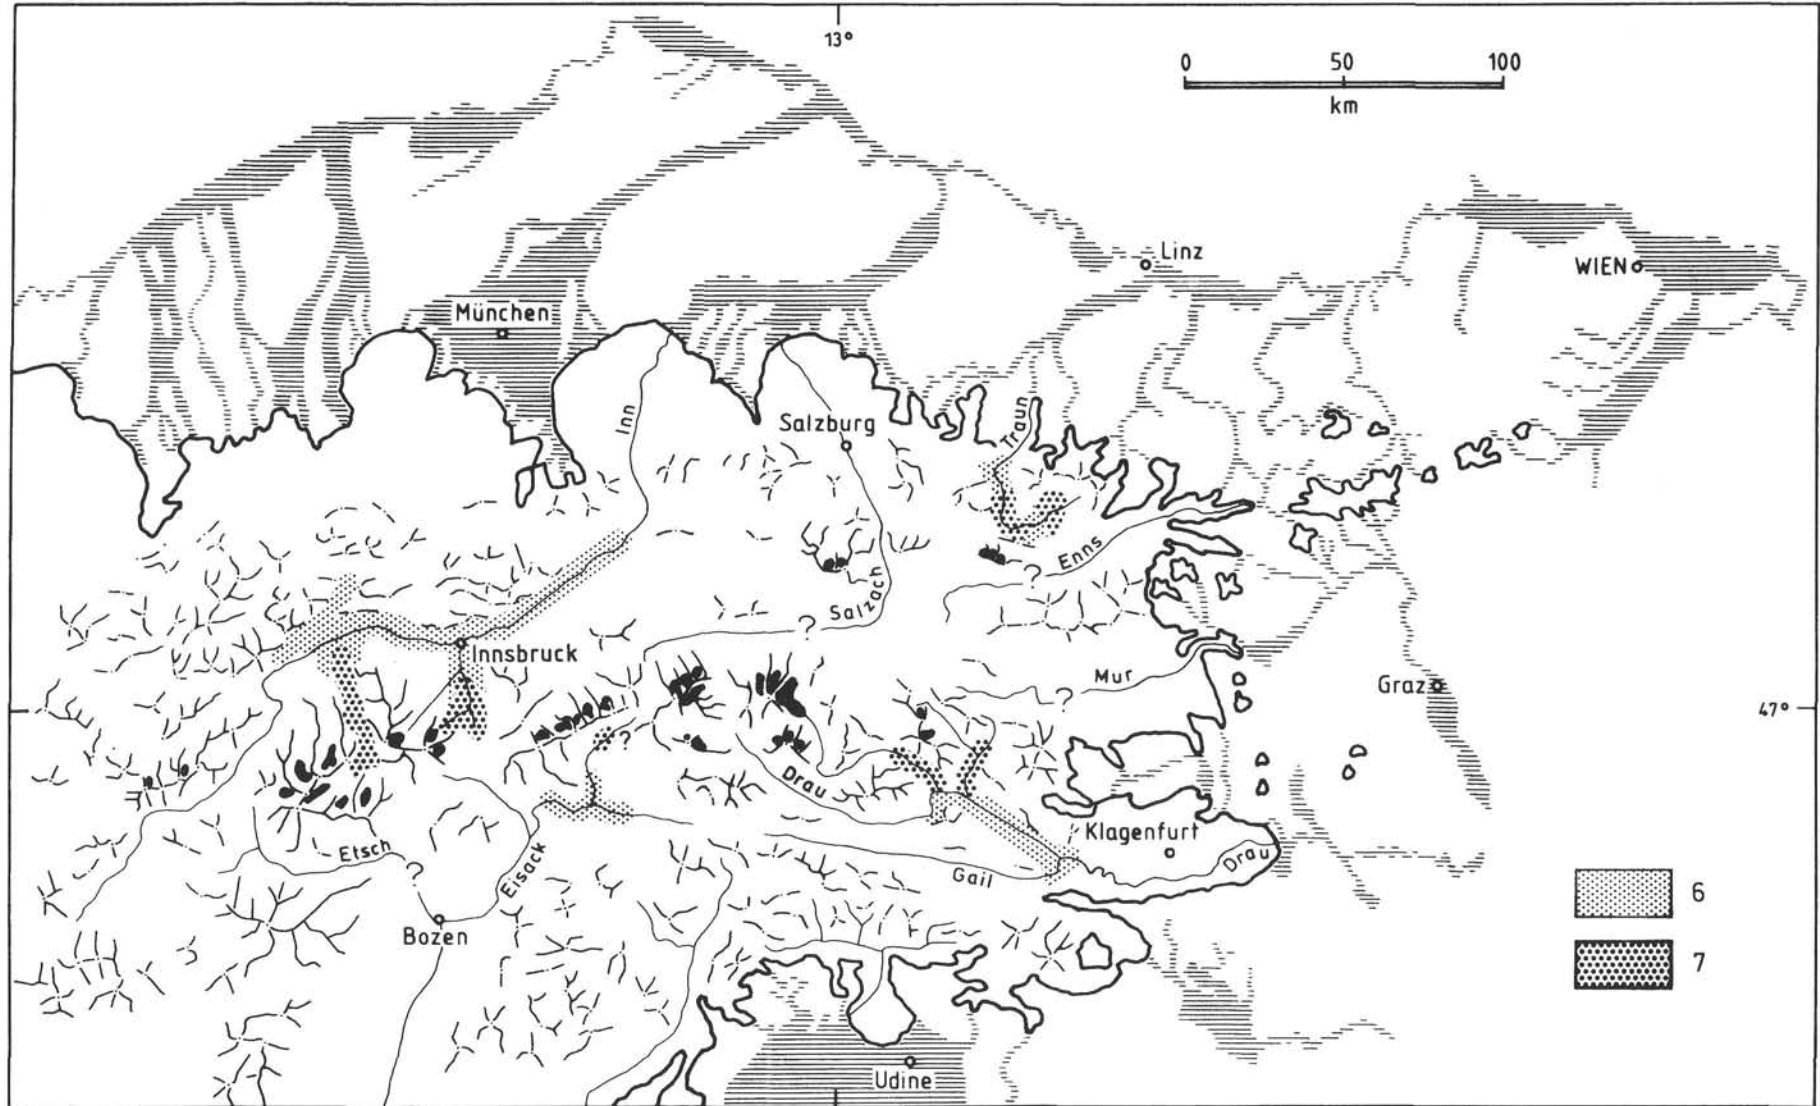 13°
0 50 100
km
Linz
WIEN
München
Inn
Salzburg
Traun
Enns
?
Salzach
?
Innsbruck
Mur
?
Graz
47°
?
Drau
Klagenfurt
Etsch
?
Eisack
Gail
Drau
6
Bozen
7
Udine